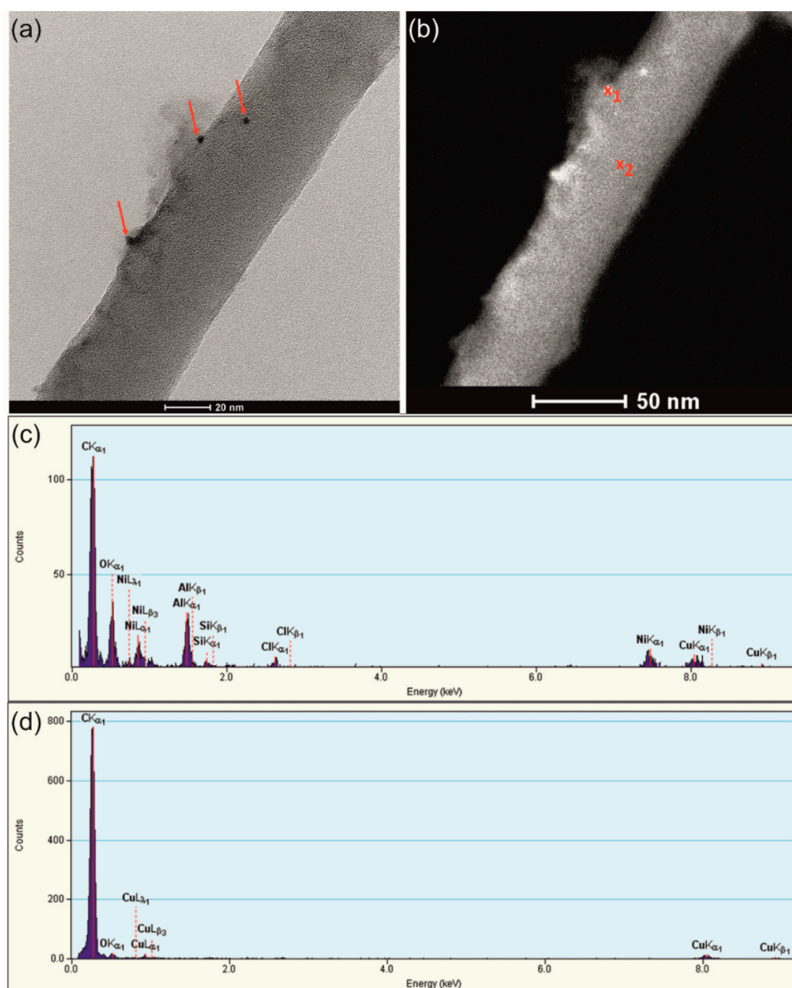 (a)
20 nm
(b)
x1
x2
50 nm
(c)
CKα1
OKα1
NiLλ1
NiLβ3
NiLα1
AlKβ1
AlKα1
SiKβ1
SiKα1
ClKβ1
ClKα1
NiKα1
NiKβ1
CuKα1
CuKβ1
100
50
Counts
0.0 2.0 4.0 6.0 8.0
Energy (keV)
(d)
CKα1
OKα1
CuLλ1
CuLβ3
CuLα1
CuKα1
CuKβ1
800
600
400
200
0.0
Counts
0.0 2.0 4.0 6.0 8.0
Energy (keV)